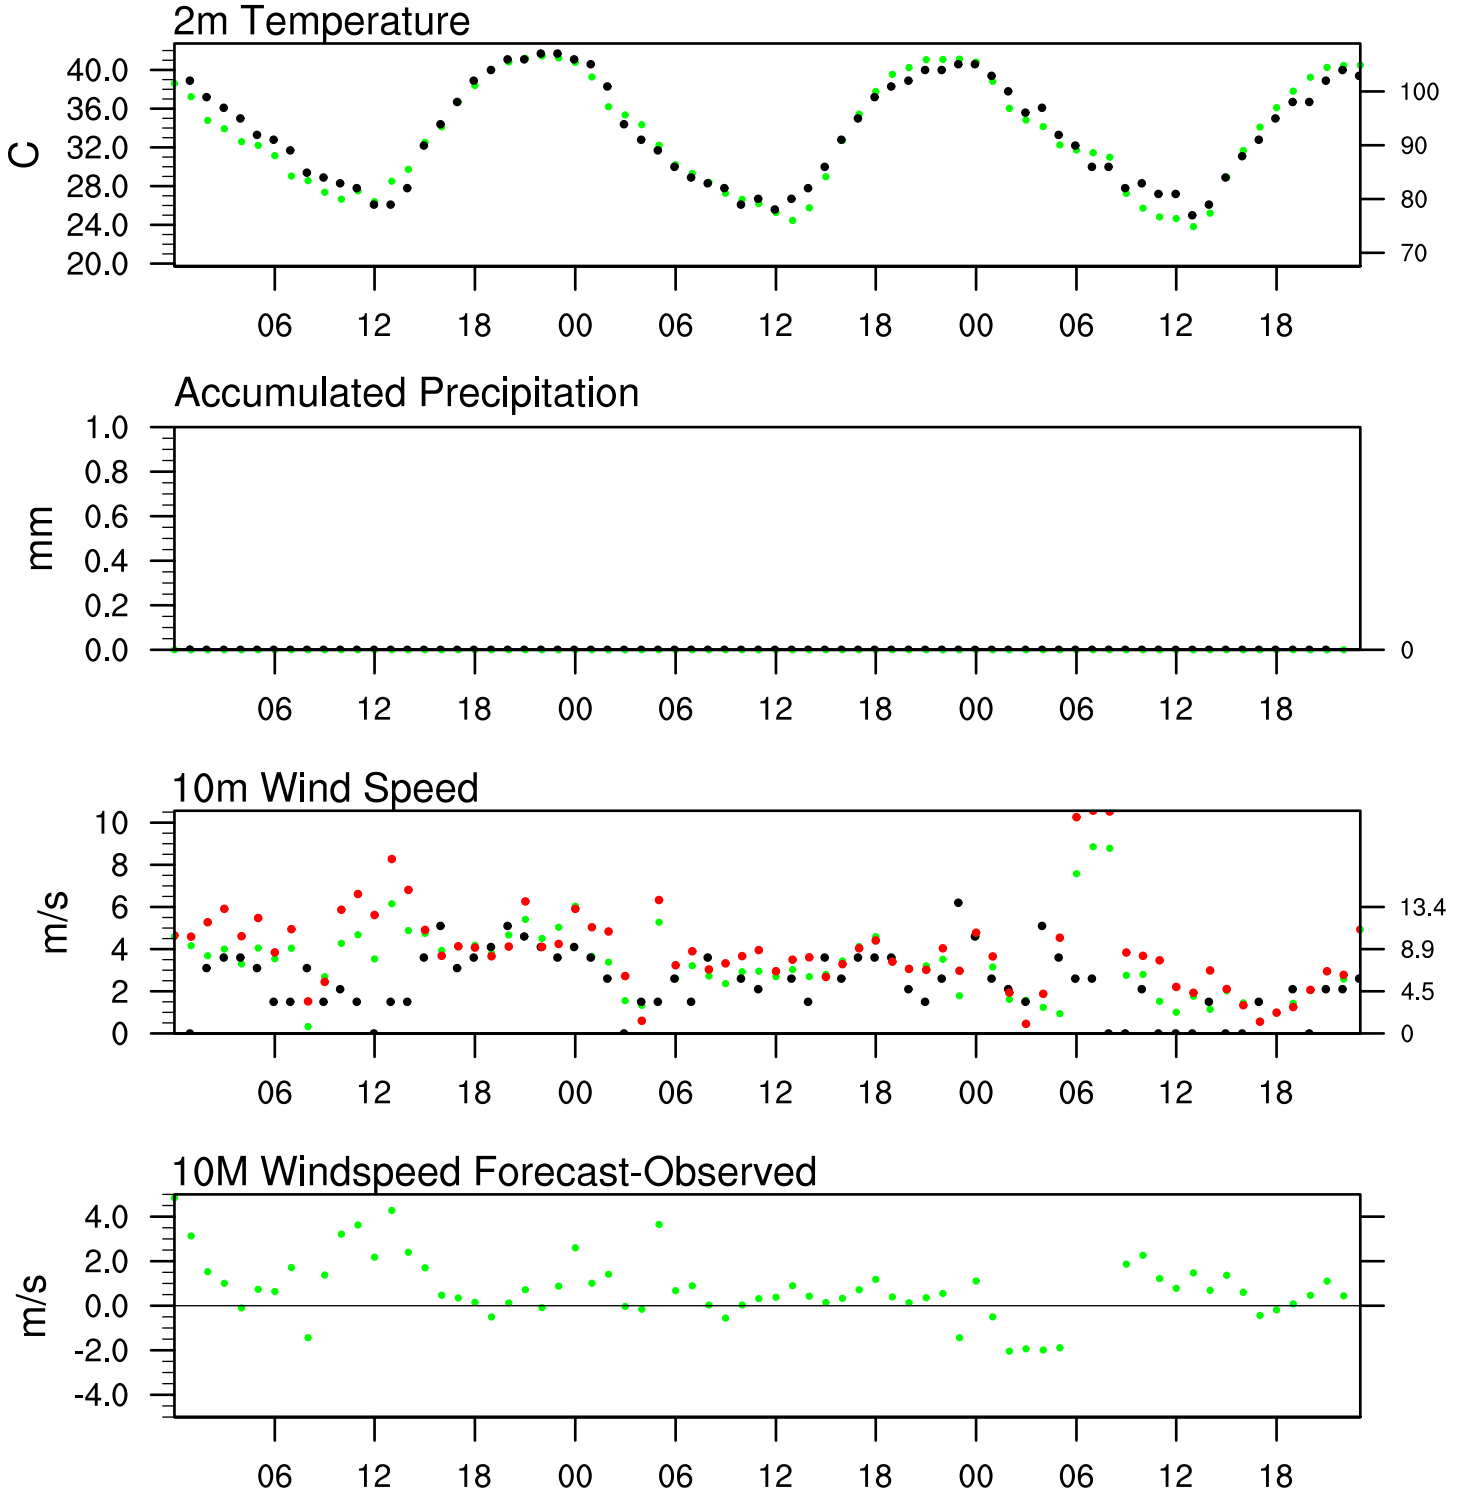 2m Temperature
40.0
36.0
32.0
28.0
24.0
20.0
C
100
90
80
70
06 12 18 00 06 12 18 00 06 12 18
Accumulated Precipitation
1.0
0.8
0.6
0.4
0.2
0.0
mm
0
06 12 18 00 06 12 18 00 06 12 18
10m Wind Speed
10
8
6
4
2
0
m/s
13.4
8.9
4.5
0
06 12 18 00 06 12 18 00 06 12 18
10M Windspeed Forecast-Observed
4.0
2.0
0.0
-2.0
-4.0
m/s
06 12 18 00 06 12 18 00 06 12 18